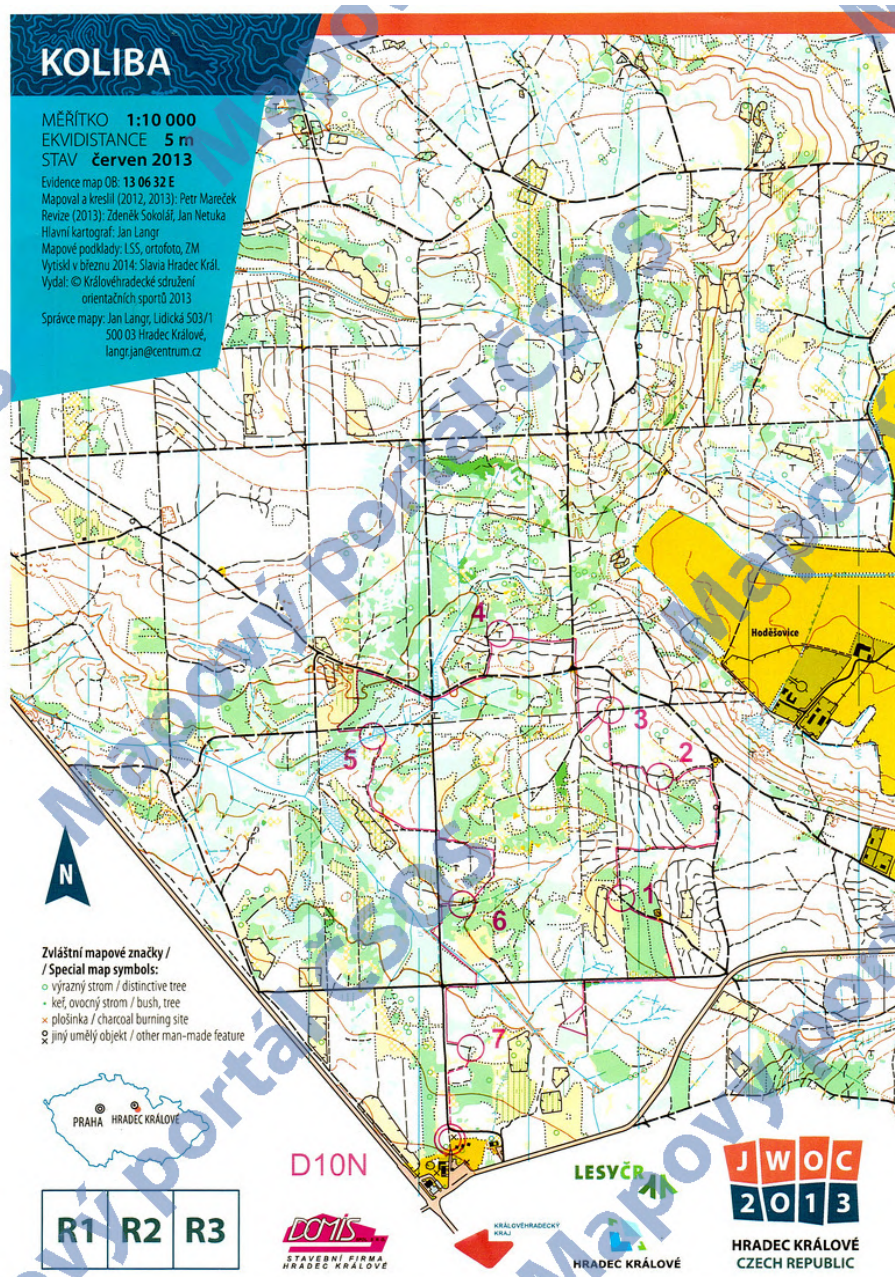 KOLIBA
MĚŘÍTKO 1:10 000
EKVIDISTANCE 5 m
STAV červen 2013
Evidence map OB: 13 06 32 E
Mapoval a kreslil (2012, 2013): Petr Mareček
Revize (2013): Zdeněk Sokolář, Jan Netuka
Hlavní kartograf: Jan Langr
Mapové podklady: LSS, ortofoto, ZM
Vytiskl v březnu 2014: Slavia Hradec Král.
Vydal: © Královéhradecké sdružení
orientačních sportů 2013
Správce mapy: Jan Langr, Lidická 503/1
500 03 Hradec Králové,
langr.jan@centrum.cz
Hoděšovice
4
3
2
5
1
6
7
N
Zvláštní mapové značky /
/ Special map symbols:
výrazný strom / distinctive tree
keř, ovocný strom / bush, tree
plošinka / charcoal burning site
jiný umělý objekt / other man-made feature
PRAHA HRADEC KRÁLOVÉ
D10N
R1 R2 R3
DOMIS
STAVEBNÍ FIRMA
HRADEC KRÁLOVÉ
KRÁLOVÉHRADECKÝ
KRAJ
LESY ČR
HRADEC KRÁLOVÉ
JWOC
2013
HRADEC KRÁLOVÉ
CZECH REPUBLIC
Mapový portál ČSOS
Mapový portál ČSOS